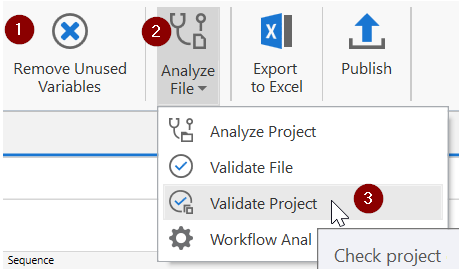 1
2
Remove Unused
Variables
Analyze
File
Export
to Excel
Publish
Analyze Project
Validate File
Validate Project
3
Workflow Anal
Check project
Sequence